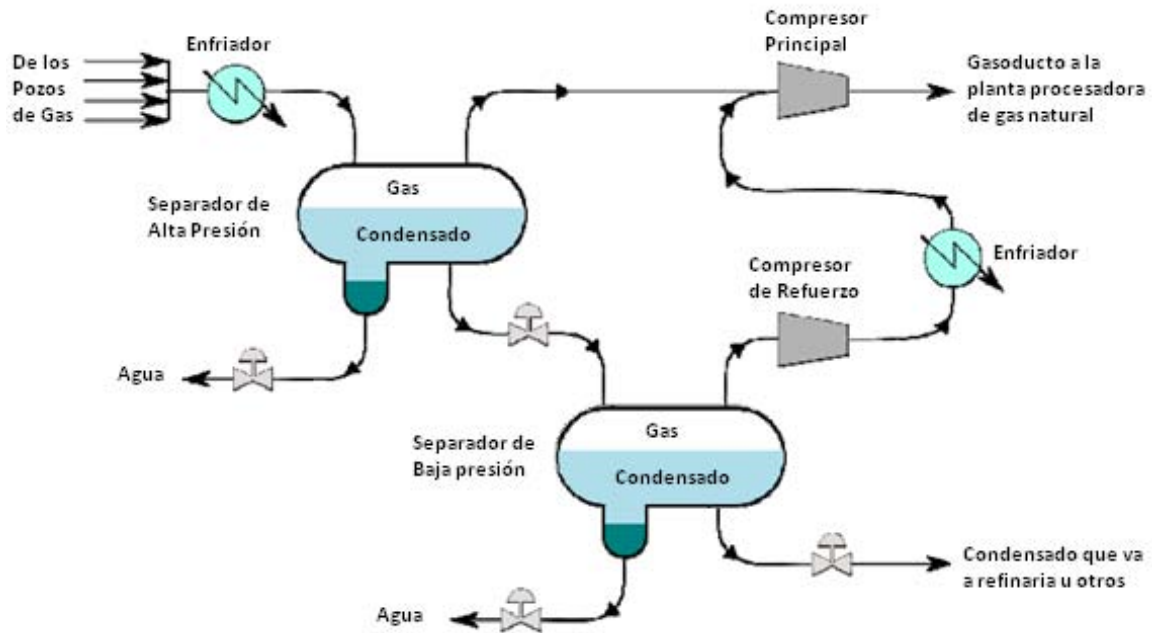 De los
Pozos
de Gas
Enfriador
Compresor
Principal
Gasoducto a la
planta procesadora
de gas natural
Separador de
Alta Presión
Gas
Condensado
Enfriador
Compresor
de Refuerzo
Agua
Separador de
Baja presión
Gas
Condensado
Condensado que va
a refinaria u otros
Agua